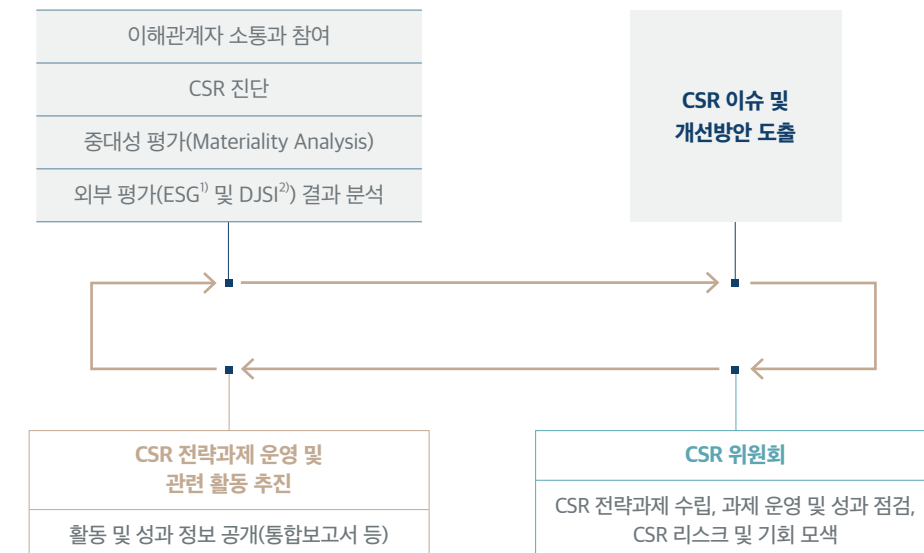 이해관계자 소통과 참여
CSR 진단
중대성 평가(Materiality Analysis)
외부 평가(ESG1) 및 DJSI2)) 결과 분석
CSR 이슈 및
개선방안 도출
CSR 전략과제 운영 및
관련 활동 추진
활동 및 성과 정보 공개(통합보고서 등)
CSR 위원회
CSR 전략과제 수립, 과제 운영 및 성과 점검,
CSR 리스크 및 기회 모색